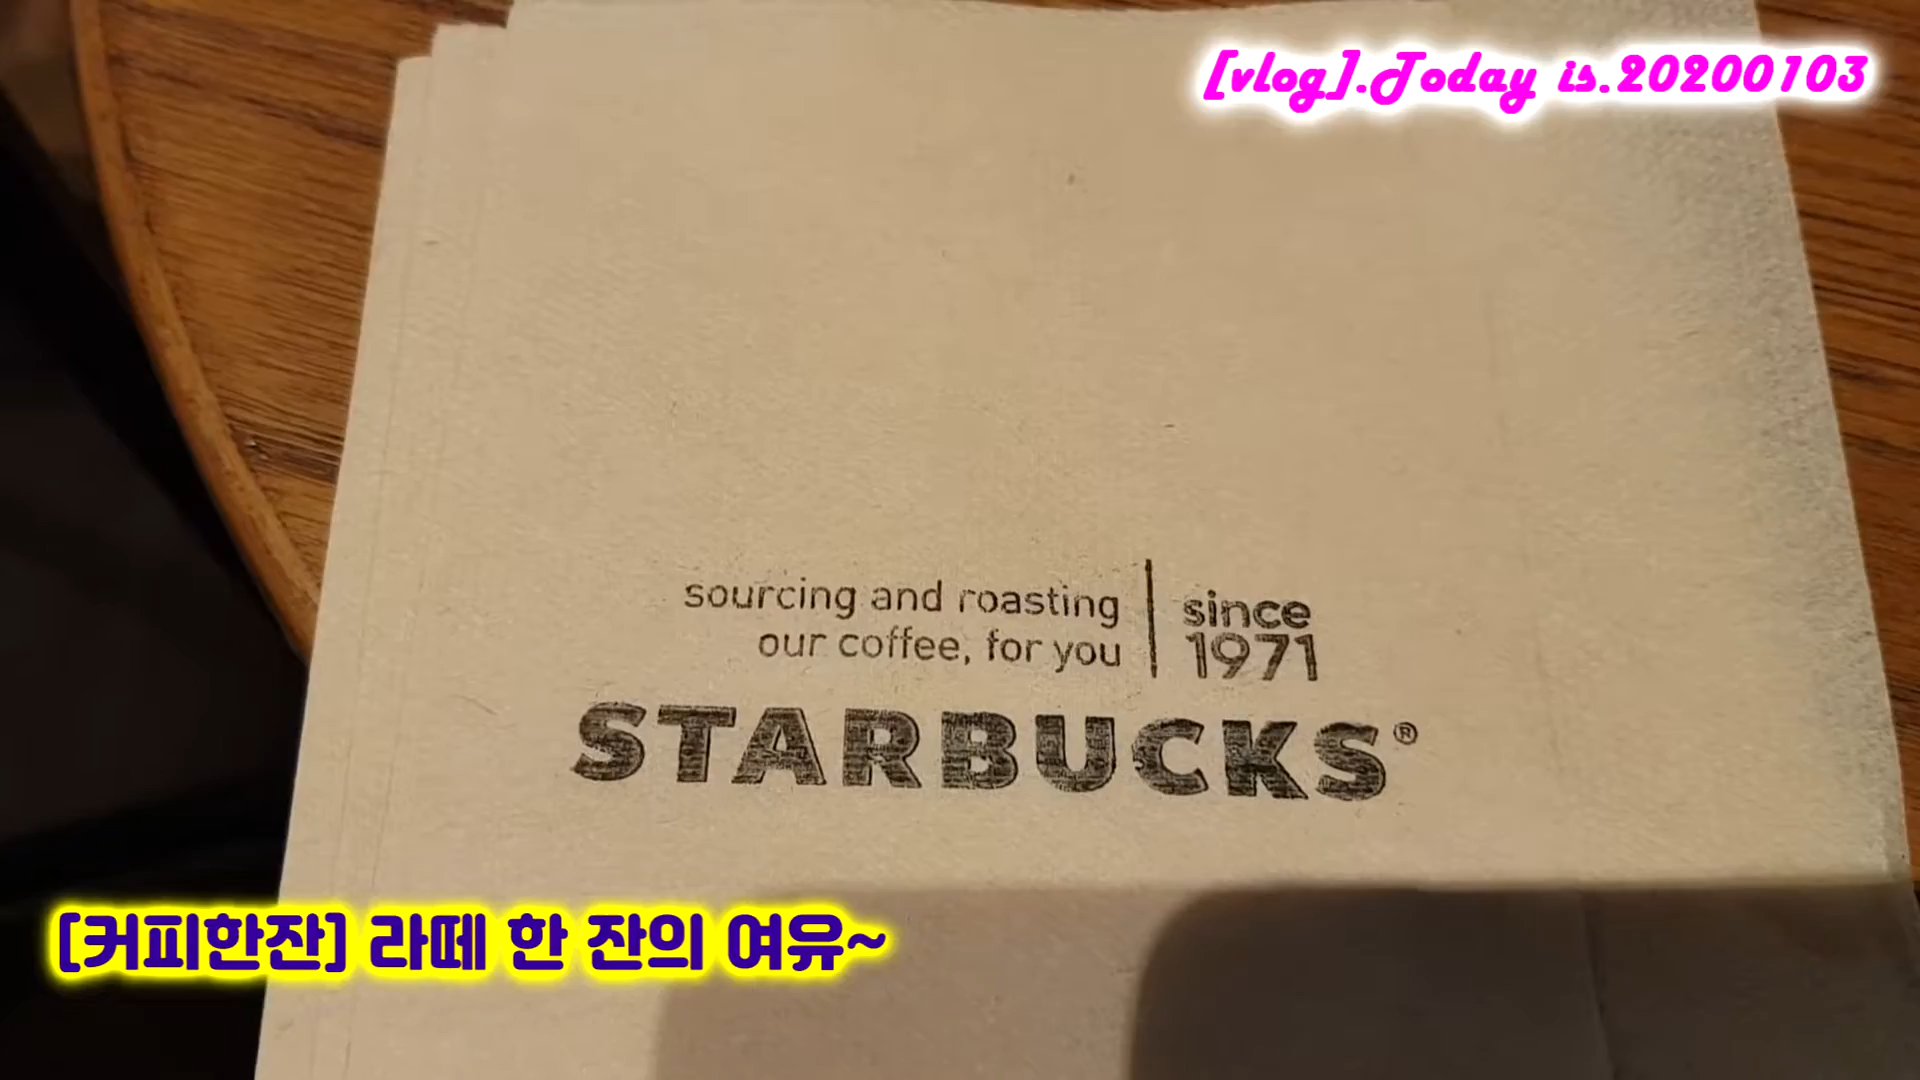 [vlog].Today is.20200103
sourcing and roasting
our coffee, for you
since
1971
STARBUCKS®
[커피한잔] 라떼 한 잔의 여유~